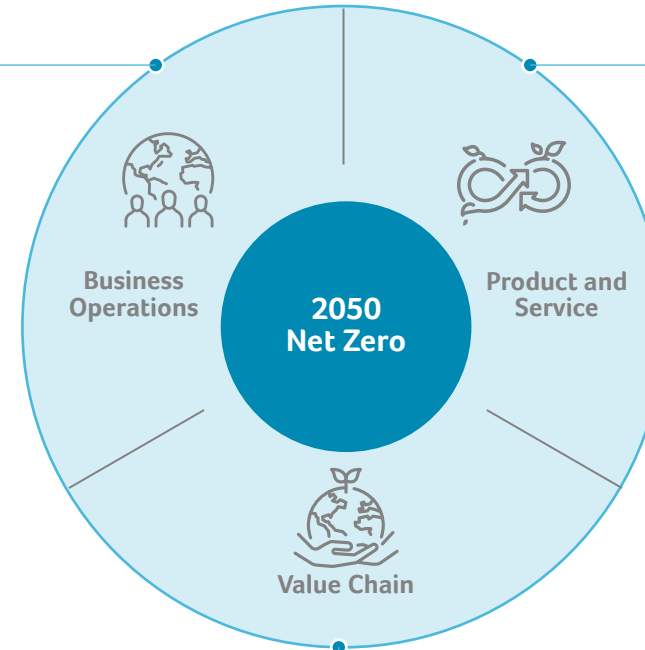 Business
Operations
Product and
Service
2050
Net Zero
Value Chain